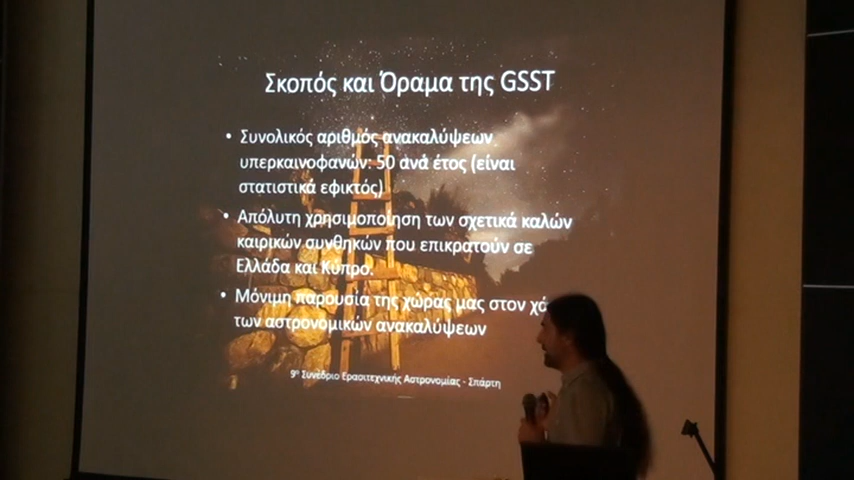 Σκοπός και Όραμα της GSST
• Συνολικός αριθμός ανακαλύψεων
υπερκαινοφανών: 50 ανά έτος (είναι
στατιστικά εφικτός)
• Απόλυτη χρησιμοποίηση των σχετικά καλών
καιρικών συνθηκών που επικρατούν σε
Ελλάδα και Κύπρο.
• Μόνιμη παρουσία της χώρας μας στον
των αστρονομικών ανακαλύψεων
9ο Συνέδριο Ερασιτεχνικής Αστρονομίας - Σπάρτη